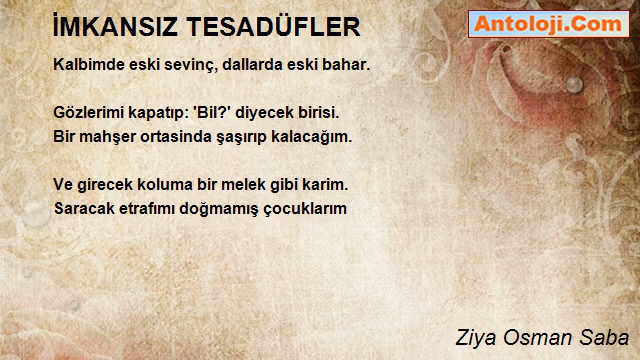 İMKANSIZ TESADÜFLER
Antoloji.Com
Kalbimde eski sevinç, dallarda eski bahar.
Gözlerimi kapatıp: 'Bil?' diyecek birisi.
Bir mahşer ortasinda şaşırıp kalacağım.
Ve girecek koluma bir melek gibi karim.
Saracak etrafımı doğmamış çocuklarım
Ziya Osman Saba